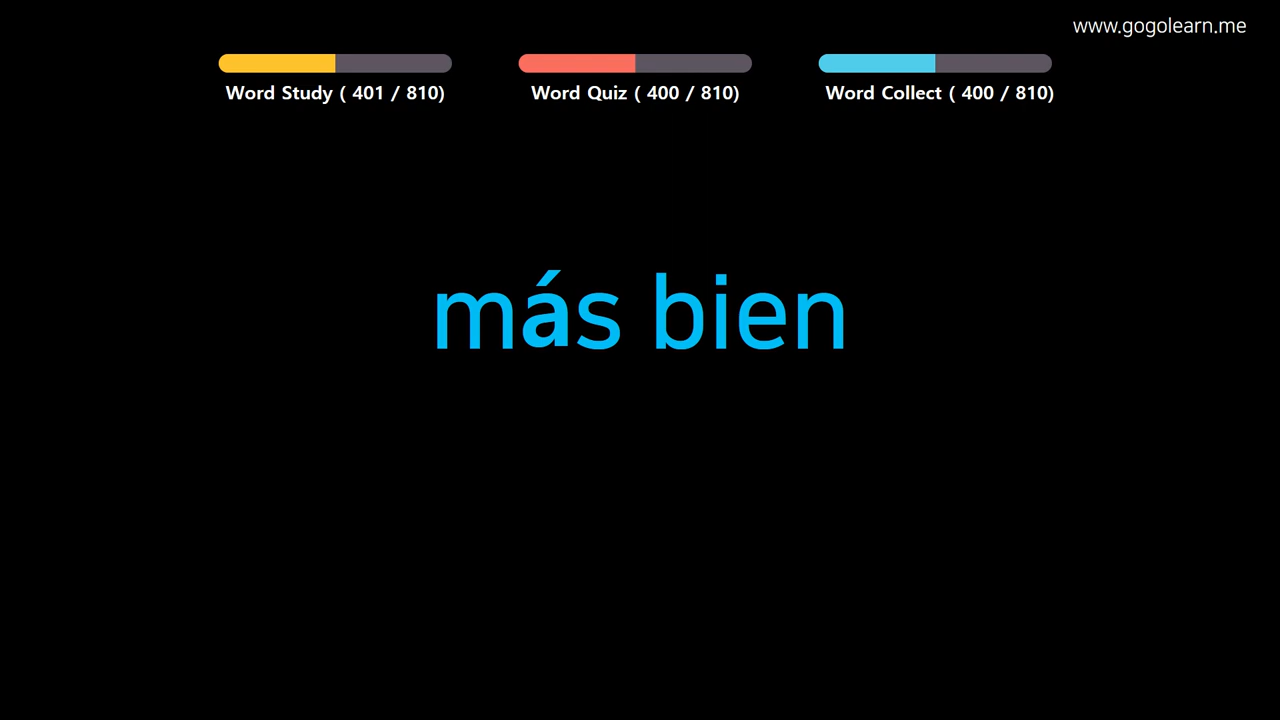 www.gogolearn.me
Word Study ( 401 / 810)
Word Quiz ( 400 / 810)
Word Collect ( 400 / 810)
más bien